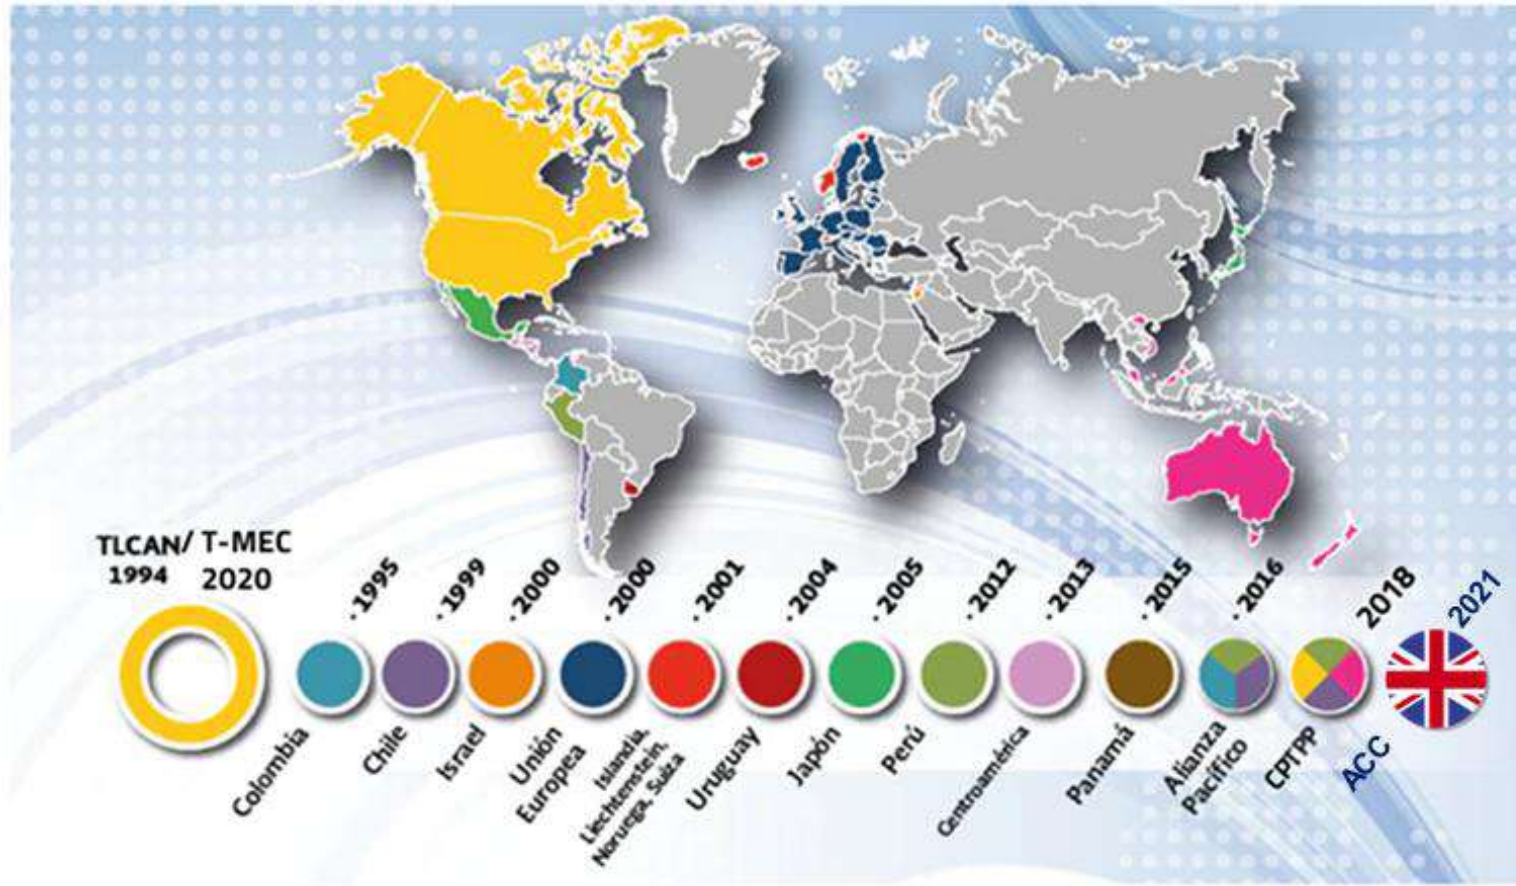 TLCAN/ T-MEC
1994 2020
. 1995
. 1999
. 2000
. 2000
. 2001
. 2004
. 2005
. 2012
. 2013
. 2015
. 2016
2018
2021
Colombia
Chile
Israel
Unión
Europea
Islandia,
Liechtenstein,
Noruega, Suiza
Uruguay
Japón
Perú
Centroamérica
Panamá
Alianza
Pacífico
CPTPP
ACC